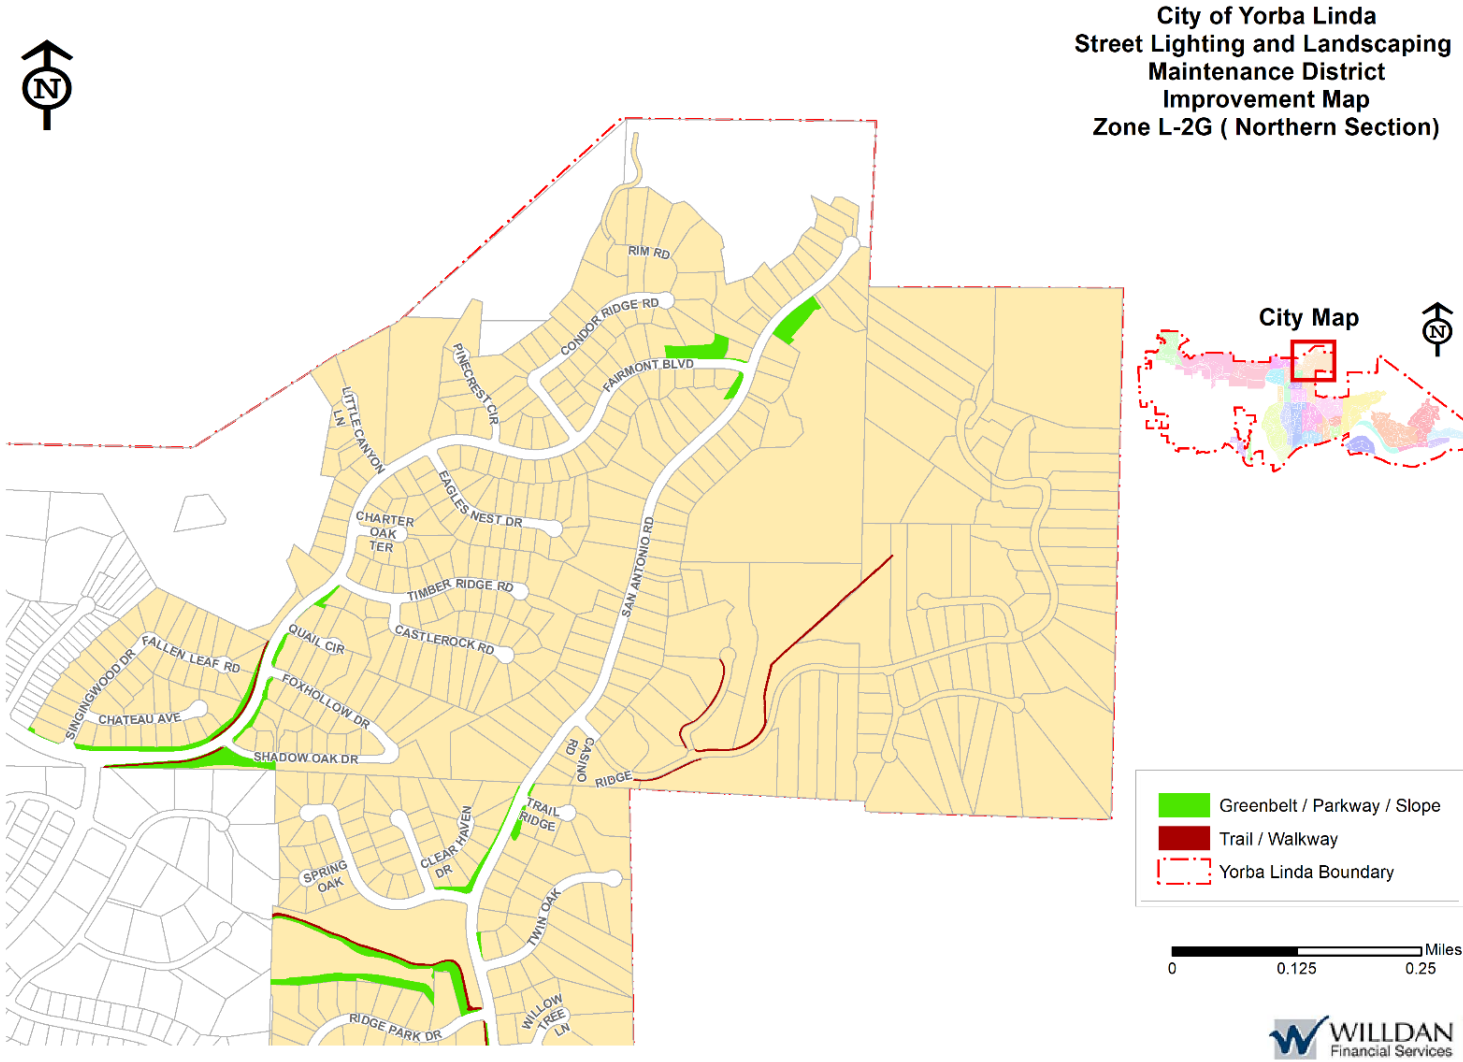 City of Yorba Linda
Street Lighting and Landscaping
Maintenance District
Improvement Map
Zone L-2G ( Northern Section)
N
RIM RD
CONDOR RIDGE RD
PINECREST CIR
FAIRMONT BLVD
LITTLE CANYON
LN
EAGLES NEST DR
CHARTER
OAK
TER
TIMBER RIDGE RD
SAN ANTONIO RD
CASTLEROCK RD
QUAIL CIR
FALLEN LEAF RD
SINGINGWOOD DR
FOXHOLLOW DR
CHATEAU AVE
SHADOW OAK DR
CASINO
RD
RIDGE
TRAIL
RIDGE
CLEAR HAVEN
DR
SPRING
OAK
TWIN OAK
WILLOW
TREE
LN
RIDGE PARK DR
City Map
N
Greenbelt / Parkway / Slope
Trail / Walkway
Yorba Linda Boundary
Miles
0 0.125 0.25
WILLDAN
Financial Services